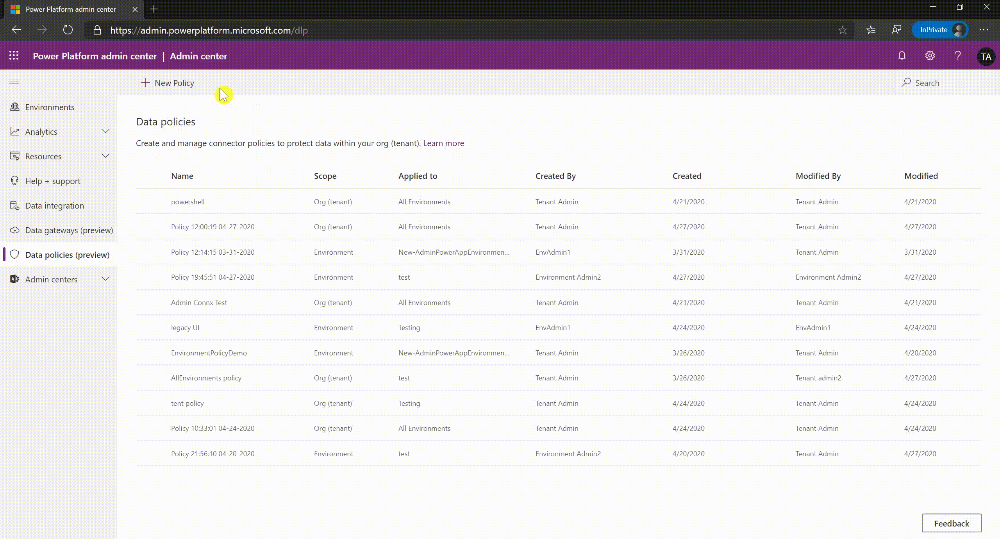 Power Platform admin center
https://admin.powerplatform.microsoft.com/dlp
InPrivate
Power Platform admin center | Admin center
TA
New Policy
Search
Environments
Analytics
Resources
Help + support
Data integration
Data gateways (preview)
Data policies (preview)
Admin centers
Data policies
Create and manage connector policies to protect data within your org (tenant). Learn more
Name Scope Applied to Created By Created Modified By Modified
powershell Org (tenant) All Environments Tenant Admin 4/21/2020 Tenant Admin 4/21/2020
Policy 12:00:19 04-27-2020 Org (tenant) All Environments Tenant Admin 4/27/2020 Tenant Admin 4/27/2020
Policy 12:14:15 03-31-2020 Environment New-AdminPowerAppEnvironmen... EnvAdmin1 3/31/2020 Tenant Admin 3/31/2020
Policy 19:45:51 04-27-2020 Environment test Environment Admin2 4/27/2020 Environment Admin2 4/27/2020
Admin Connx Test Org (tenant) All Environments Tenant Admin 4/21/2020 Tenant Admin 4/21/2020
legacy UI Environment Testing EnvAdmin1 4/24/2020 EnvAdmin1 4/24/2020
EnvironmentPolicyDemo Environment New-AdminPowerAppEnvironmen... Tenant Admin 3/26/2020 Tenant Admin 4/20/2020
AllEnvironments policy Org (tenant) test Tenant Admin 3/26/2020 Tenant admin2 4/27/2020
tent policy Org (tenant) Testing Tenant Admin 4/24/2020 Tenant Admin 4/24/2020
Policy 10:33:01 04-24-2020 Org (tenant) All Environments Tenant Admin 4/24/2020 Tenant Admin 4/24/2020
Policy 21:56:10 04-20-2020 Environment test Environment Admin2 4/20/2020 Tenant Admin 4/27/2020
Feedback